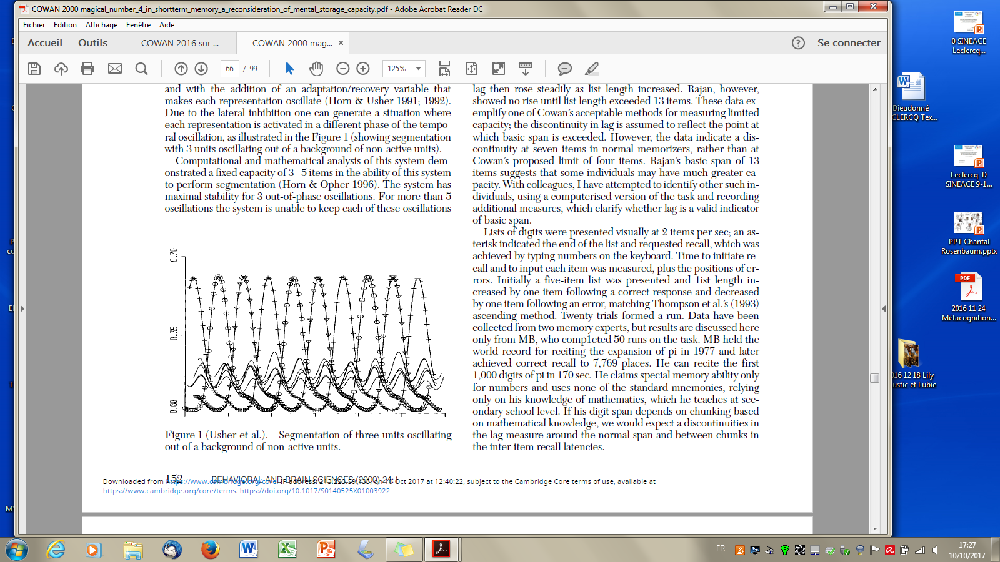 COWAN 2000 magical_number_4_in_shortterm_memory_a_reconsideration_of_mental_storage_capacity.pdf - Adobe Acrobat Reader DC
Fichier Edition Affichage Fenêtre Aide
Accueil Outils COWAN 2016 sur ... COWAN 2000 mag... × Se connecter
66 / 99 125%
and with the addition of an adaptation/recovery variable that
makes each representation oscillate (Horn & Usher 1991; 1992).
Due to the lateral inhibition one can generate a situation where
each representation is activated in a different phase of the tempo-
ral oscillation, as illustrated in the Figure 1 (showing segmentation
with 3 units oscillating out of a background of non-active units).
Computational and mathematical analysis of this system dem-
onstrated a fixed capacity of 3–5 items in the ability of this system
to perform segmentation (Horn & Opher 1996). The system has
maximal stability for 3 out-of-phase oscillations. For more than 5
oscillations the system is unable to keep each of these oscillations
0.70
0.35
0.00
Figure 1 (Usher et al.). Segmentation of three units oscillating
out of a background of non-active units.
lag then rose steadily as list length increased. Rajan, however,
showed no rise until list length exceeded 13 items. These data ex-
emplify one of Cowan's acceptable methods for measuring limited
capacity; the discontinuity in lag is assumed to reflect the point at
which basic span is exceeded. However, the data indicate a dis-
continuity at seven items in normal memorizers, rather than at
Cowan's proposed limit of four items. Rajan's basic span of 13
items suggests that some individuals may have much greater ca-
pacity. With colleagues, I have attempted to identify other such in-
dividuals, using a computerised version of the task and recording
additional measures, which clarify whether lag is a valid indicator
of basic span.
Lists of digits were presented visually at 2 items per sec; an as-
terisk indicated the end of the list and requested recall, which was
achieved by typing numbers on the keyboard. Time to initiate re-
call and to input each item was measured, plus the positions of er-
rors. Initially a five-item list was presented and 1ist length in-
creased by one item following a correct response and decreased
by one item following an error, matching Thompson et al.'s (1993)
ascending method. Twenty trials formed a run. Data have been
collected from two memory experts, but results are discussed here
only from MB, who comp1eted 50 runs on the task. MB held the
world record for reciting the expansion of pi in 1977 and later
achieved correct recall to 7,769 places. He can recite the first
1,000 digits of pi in 170 sec. He claims special memory ability only
for numbers and uses none of the standard mnemonics, relying
only on his knowledge of mathematics, which he teaches at sec-
ondary school level. If his digit span depends on chunking based
on mathematical knowledge, we would expect a discontinuities in
the lag measure around the normal span and between chunks in
the inter-item recall latencies.
152 BEHAVIORAL AND BRAIN SCIENCES (2000) 24:1
Downloaded from https://www.cambridge.org/core. IP address: on 10 Oct 2017 at 12:40:22, subject to the Cambridge Core terms of use, available at
https://www.cambridge.org/core/terms. https://doi.org/10.1017/S0140525X01003922
0 SINEACE
Leclercq...
Dieudonné
CLERCQ Tex...
Leclercq D
SINEACE 9-1...
PPT Chantal
Rosenbaum.pptx
PDF
2016 11 24
Métacognition...
016 12 18 Lily
ustic et Lubie
FR
17:27
10/10/2017